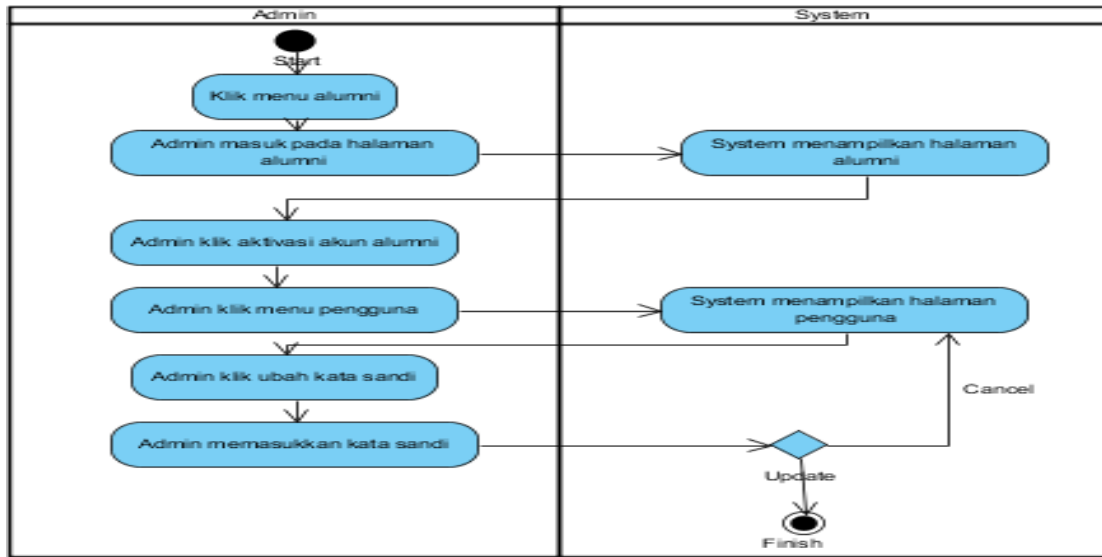 Admin
System
Start
Klik menu alumni
Admin masuk pada halaman
alumni
System menampilkan halaman
alumni
Admin klik aktivasi akun alumni
Admin klik menu pengguna
System menampilkan halaman
pengguna
Admin klik ubah kata sandi
Cancel
Admin memasukkan kata sandi
Update
Finish